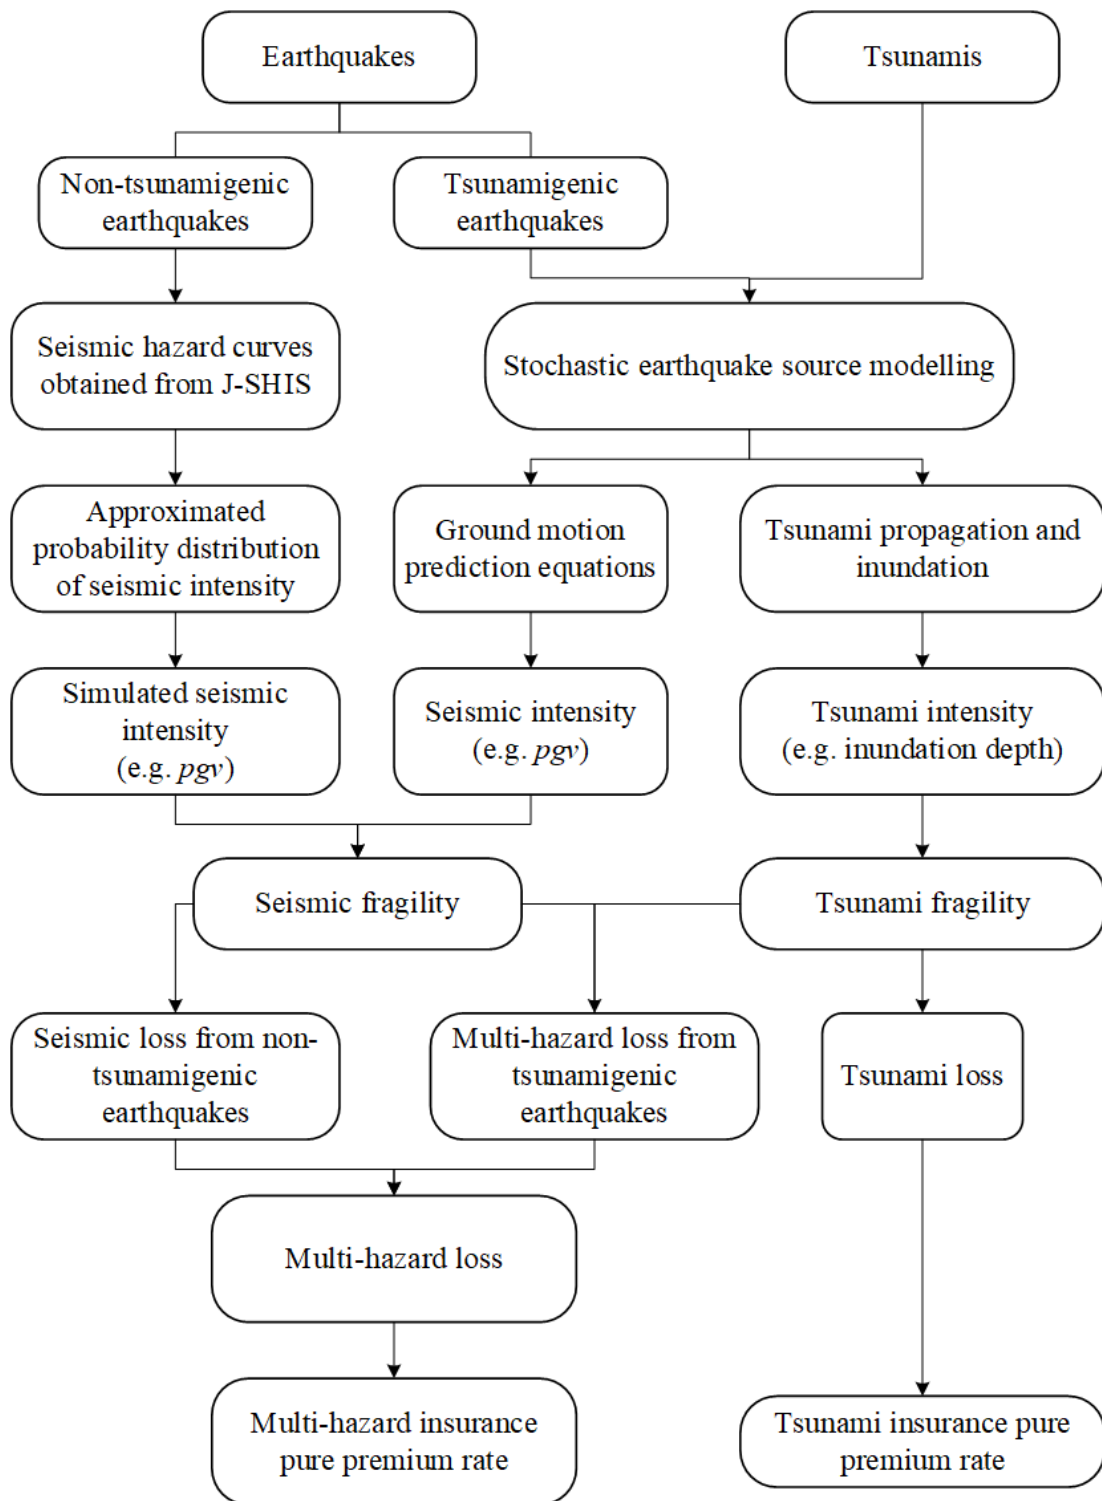 Earthquakes
Tsunamis
Non-tsunamigenic
earthquakes
Tsunamigenic
earthquakes
Seismic hazard curves
obtained from J-SHIS
Stochastic earthquake source modelling
Approximated
probability distribution
of seismic intensity
Ground motion
prediction equations
Tsunami propagation and
inundation
Simulated seismic
intensity
(e.g. pgv)
Seismic intensity
(e.g. pgv)
Tsunami intensity
(e.g. inundation depth)
Seismic fragility
Tsunami fragility
Seismic loss from non-
tsunamigenic
earthquakes
Multi-hazard loss from
tsunamigenic
earthquakes
Tsunami loss
Multi-hazard loss
Multi-hazard insurance
pure premium rate
Tsunami insurance pure
premium rate